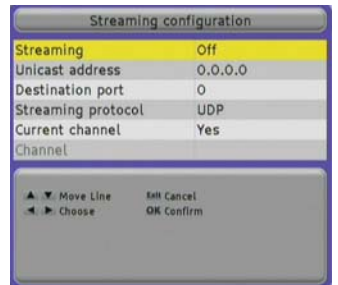 Streaming configuration
Streaming Off
Unicast address 0.0.0.0
Destination port 0
Streaming protocol UDP
Current channel Yes
Channel
▲ ▼ Move Line Exit Cancel
◄ ► Choose OK Confirm